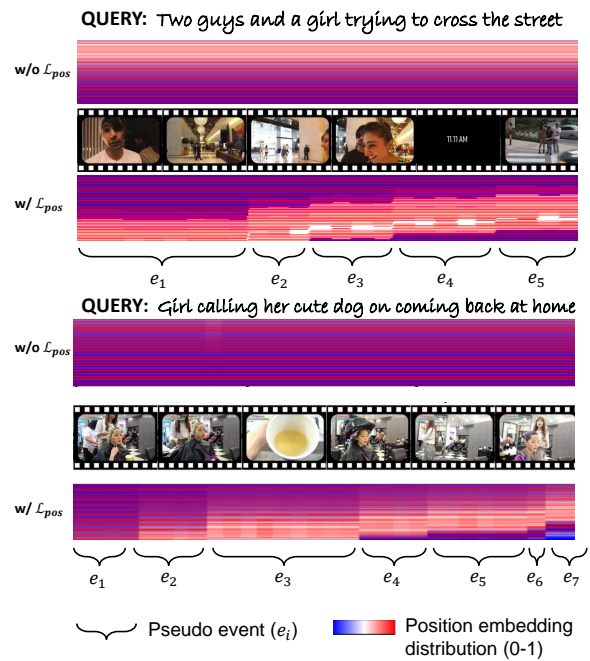 QUERY: Two guys and a girl trying to cross the street
w/o 𝓛pos
11.11 AM
w/ 𝓛pos
e1 e2 e3 e4 e5
QUERY: Girl calling her cute dog on coming back at home
w/o 𝓛pos
w/ 𝓛pos
e1 e2 e3 e4 e5 e6 e7
Pseudo event (ei)
Position embedding
distribution (0-1)